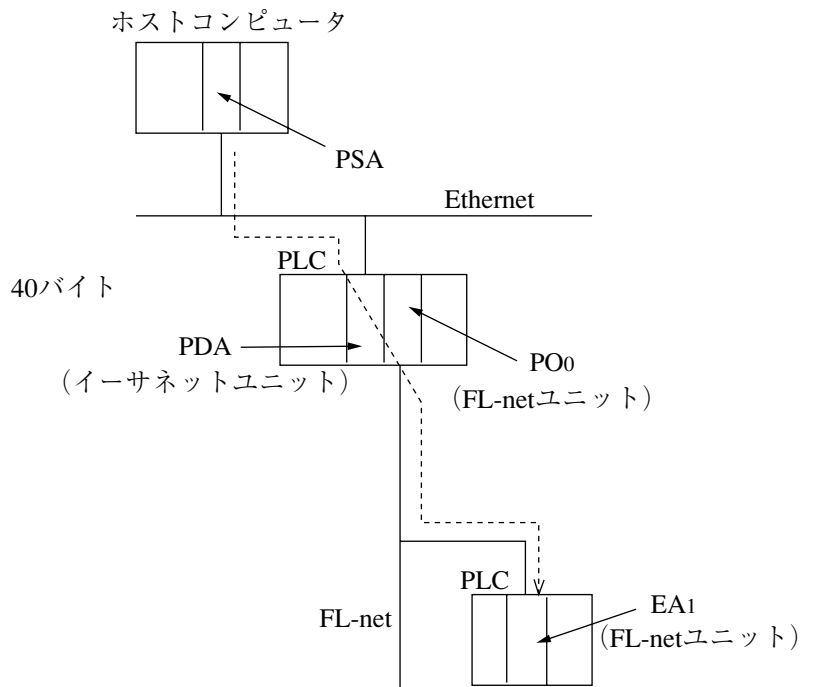 ホストコンピュータ
PSA
Ethernet
PLC
40バイト
PDA
(イーサネットユニット)
PO0
(FL-netユニット)
PLC
FL-net
EA1
(FL-netユニット)